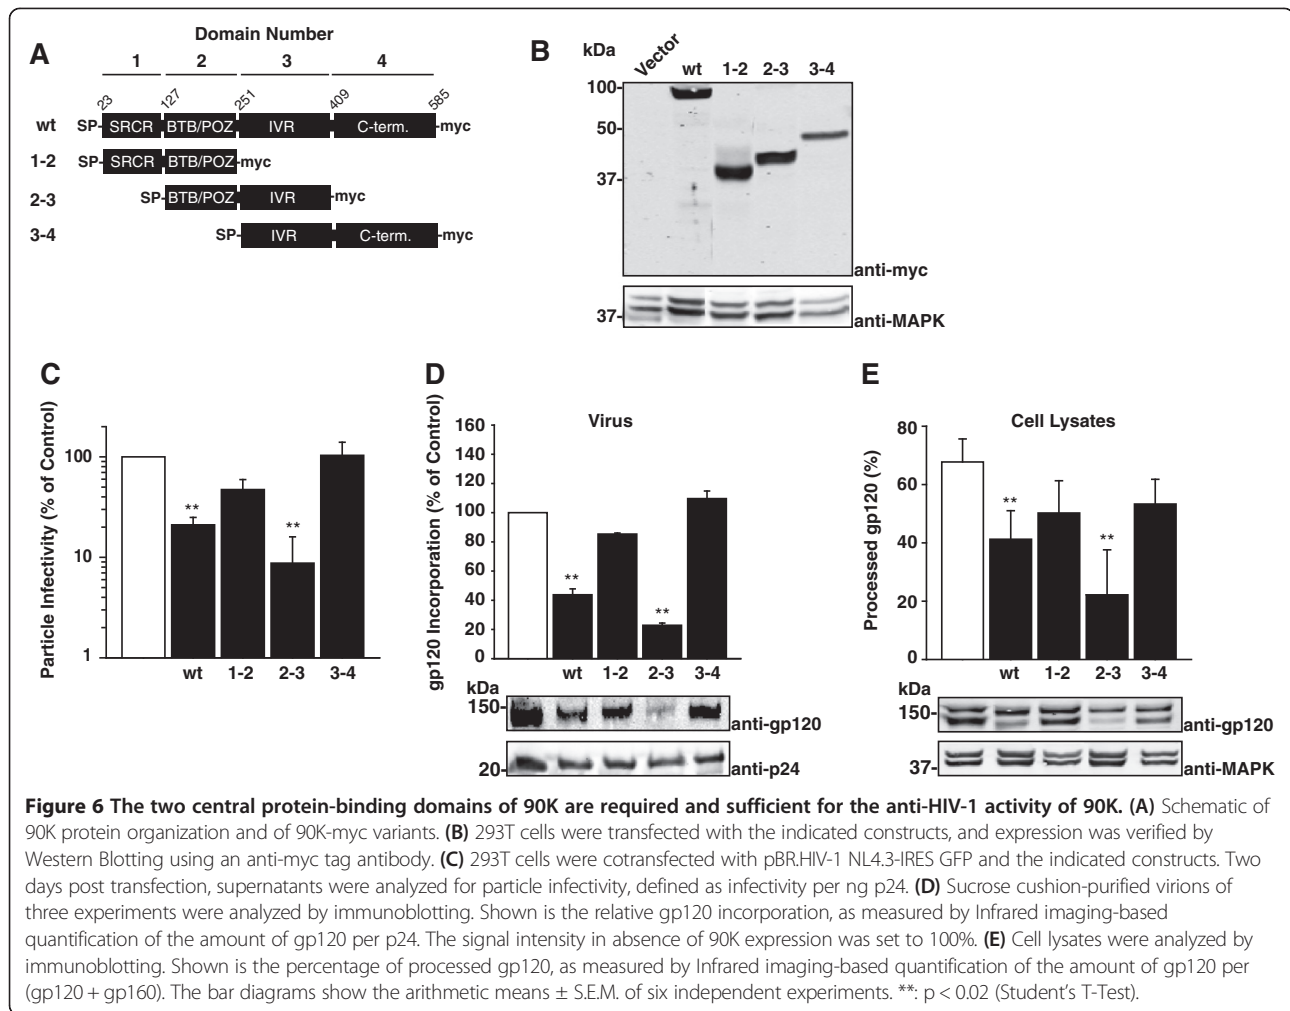 A
Domain Number
1 2 3 4
23 127 251 409 585
wt SP- SRCR BTB/POZ IVR C-term. -myc
1-2 SP- SRCR BTB/POZ -myc
2-3 SP- BTB/POZ IVR -myc
3-4 SP- IVR C-term. -myc
B
kDa Vector wt 1-2 2-3 3-4
100-
50-
37-
anti-myc
37-
anti-MAPK
C
Particle Infectivity (% of Control)
100
10
1
**
**
wt 1-2 2-3 3-4
D
Virus
gp120 Incorporation (% of Control)
160
140
120
100
80
60
40
20
0
**
**
wt 1-2 2-3 3-4
kDa
150-
anti-gp120
20-
anti-p24
E
Cell Lysates
Processed gp120 (%)
80
60
40
20
0
**
**
wt 1-2 2-3 3-4
kDa
150-
anti-gp120
37-
anti-MAPK
Figure 6 The two central protein-binding domains of 90K are required and sufficient for the anti-HIV-1 activity of 90K. (A) Schematic of
90K protein organization and of 90K-myc variants. (B) 293T cells were transfected with the indicated constructs, and expression was verified by
Western Blotting using an anti-myc tag antibody. (C) 293T cells were cotransfected with pBR.HIV-1 NL4.3-IRES GFP and the indicated constructs. Two
days post transfection, supernatants were analyzed for particle infectivity, defined as infectivity per ng p24. (D) Sucrose cushion-purified virions of
three experiments were analyzed by immunoblotting. Shown is the relative gp120 incorporation, as measured by Infrared imaging-based
quantification of the amount of gp120 per p24. The signal intensity in absence of 90K expression was set to 100%. (E) Cell lysates were analyzed by
immunoblotting. Shown is the percentage of processed gp120, as measured by Infrared imaging-based quantification of the amount of gp120 per
(gp120 + gp160). The bar diagrams show the arithmetic means ± S.E.M. of six independent experiments. **: p < 0.02 (Student's T-Test).